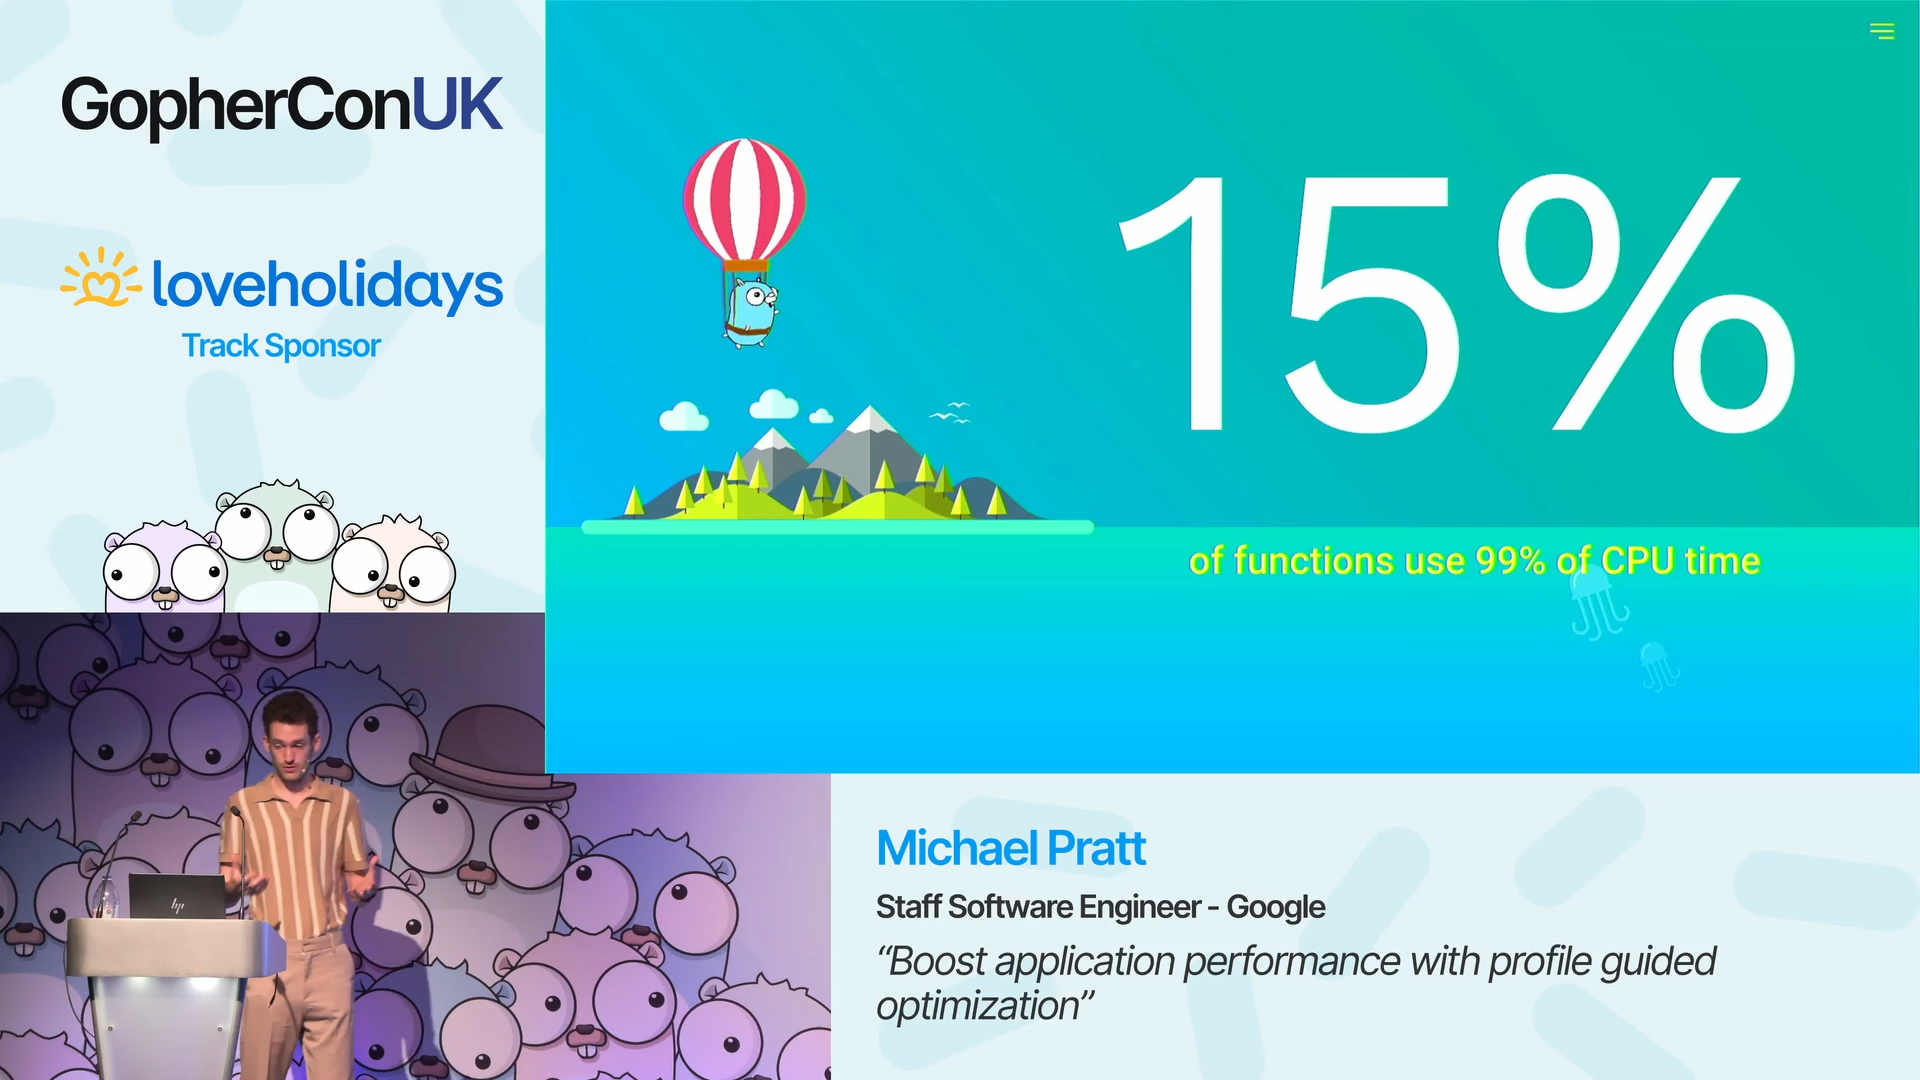 GopherConUK
loveholidays
Track Sponsor
15%
of functions use 99% of CPU time
hp
Michael Pratt
Staff Software Engineer - Google
“Boost application performance with profile guided
optimization”